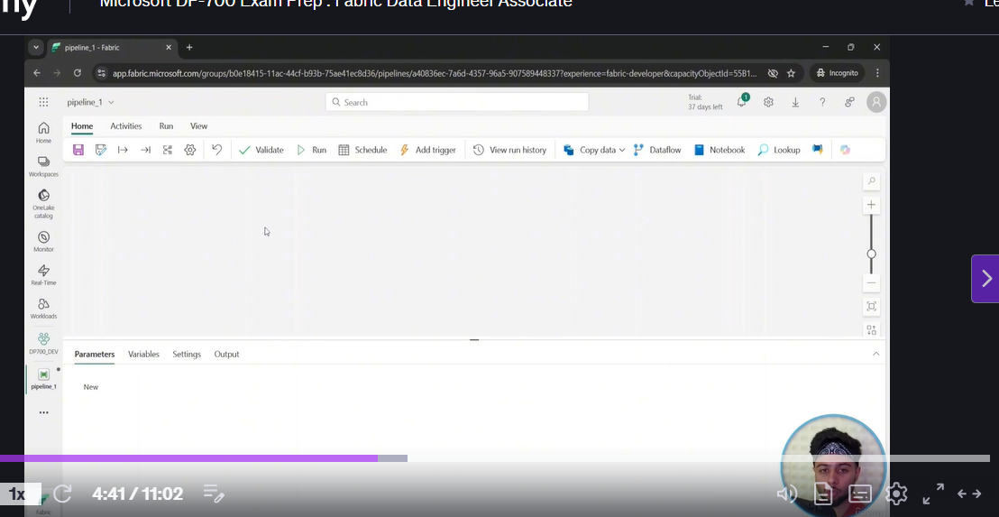 ny
Microsoft DP-700 Exam Prep : Fabric Data Engineer Associate
Le
pipeline_1 - Fabric
app.fabric.microsoft.com/groups/b0e18415-11ac-44cf-b93b-75ae41ec8d36/pipelines/a40836ec-7a6d-4357-96a5-907589448337?experience=fabric-developer&capacityObjectId=55B1...
Incognito
pipeline_1
Search
Trial:
37 days left
1
Home
Activities
Run
View
Validate
Run
Schedule
Add trigger
View run history
Copy data
Dataflow
Notebook
Lookup
Home
Workspaces
OneLake
catalog
Monitor
Real-Time
Workloads
DP700_DEV
pipeline_1
Parameters
Variables
Settings
Output
New
1x
4:41 / 11:02
Fabric